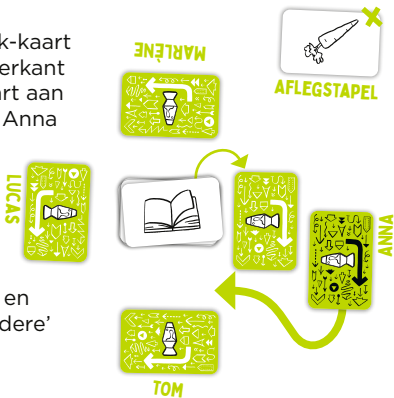 k-kaart
erkant
rt aan
Anna
en
dere’
MARLÈNE
AFLEGSTAPEL
LUCAS
ANNA
TOM